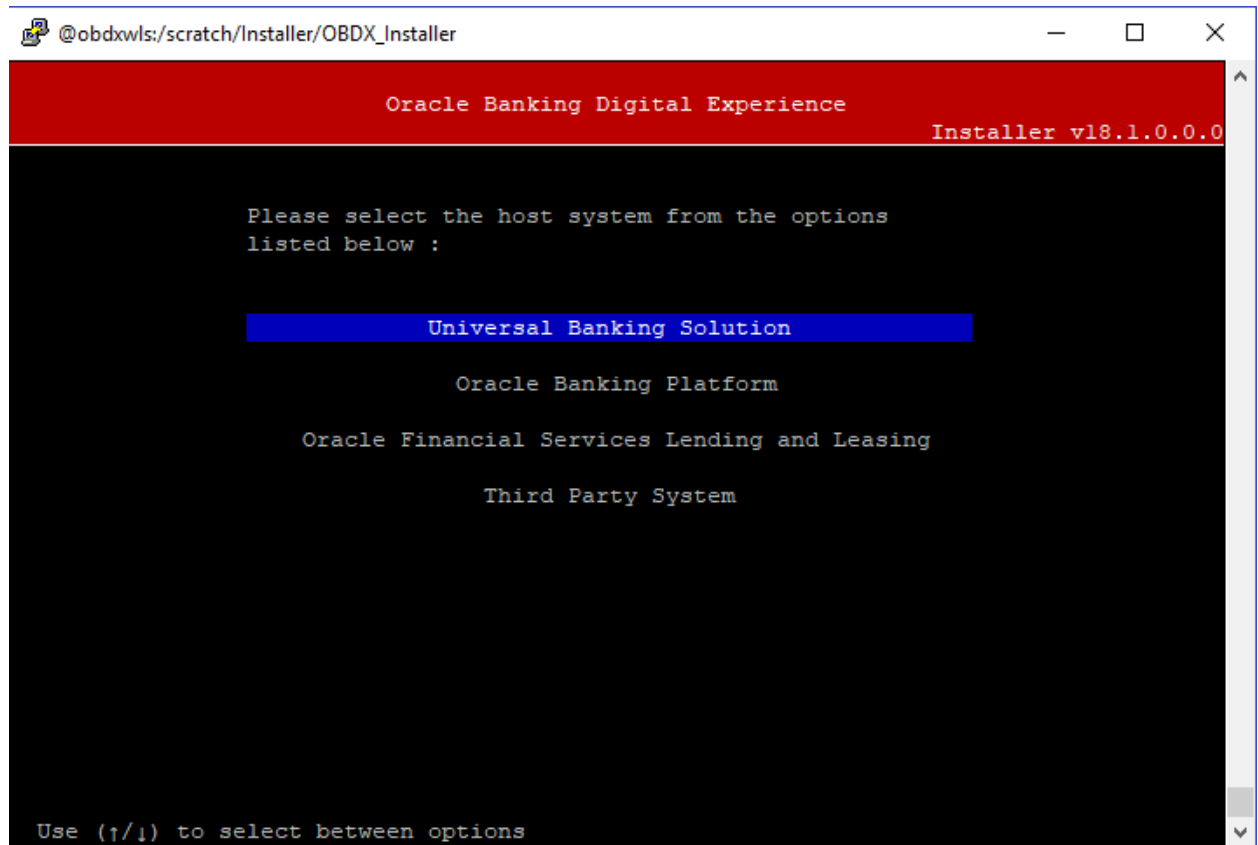 @obdxwls:/scratch/Installer/OBDX_Installer
Oracle Banking Digital Experience
Installer v18.1.0.0.0
Please select the host system from the options
listed below :
Universal Banking Solution
Oracle Banking Platform
Oracle Financial Services Lending and Leasing
Third Party System
Use (↑/↓) to select between options